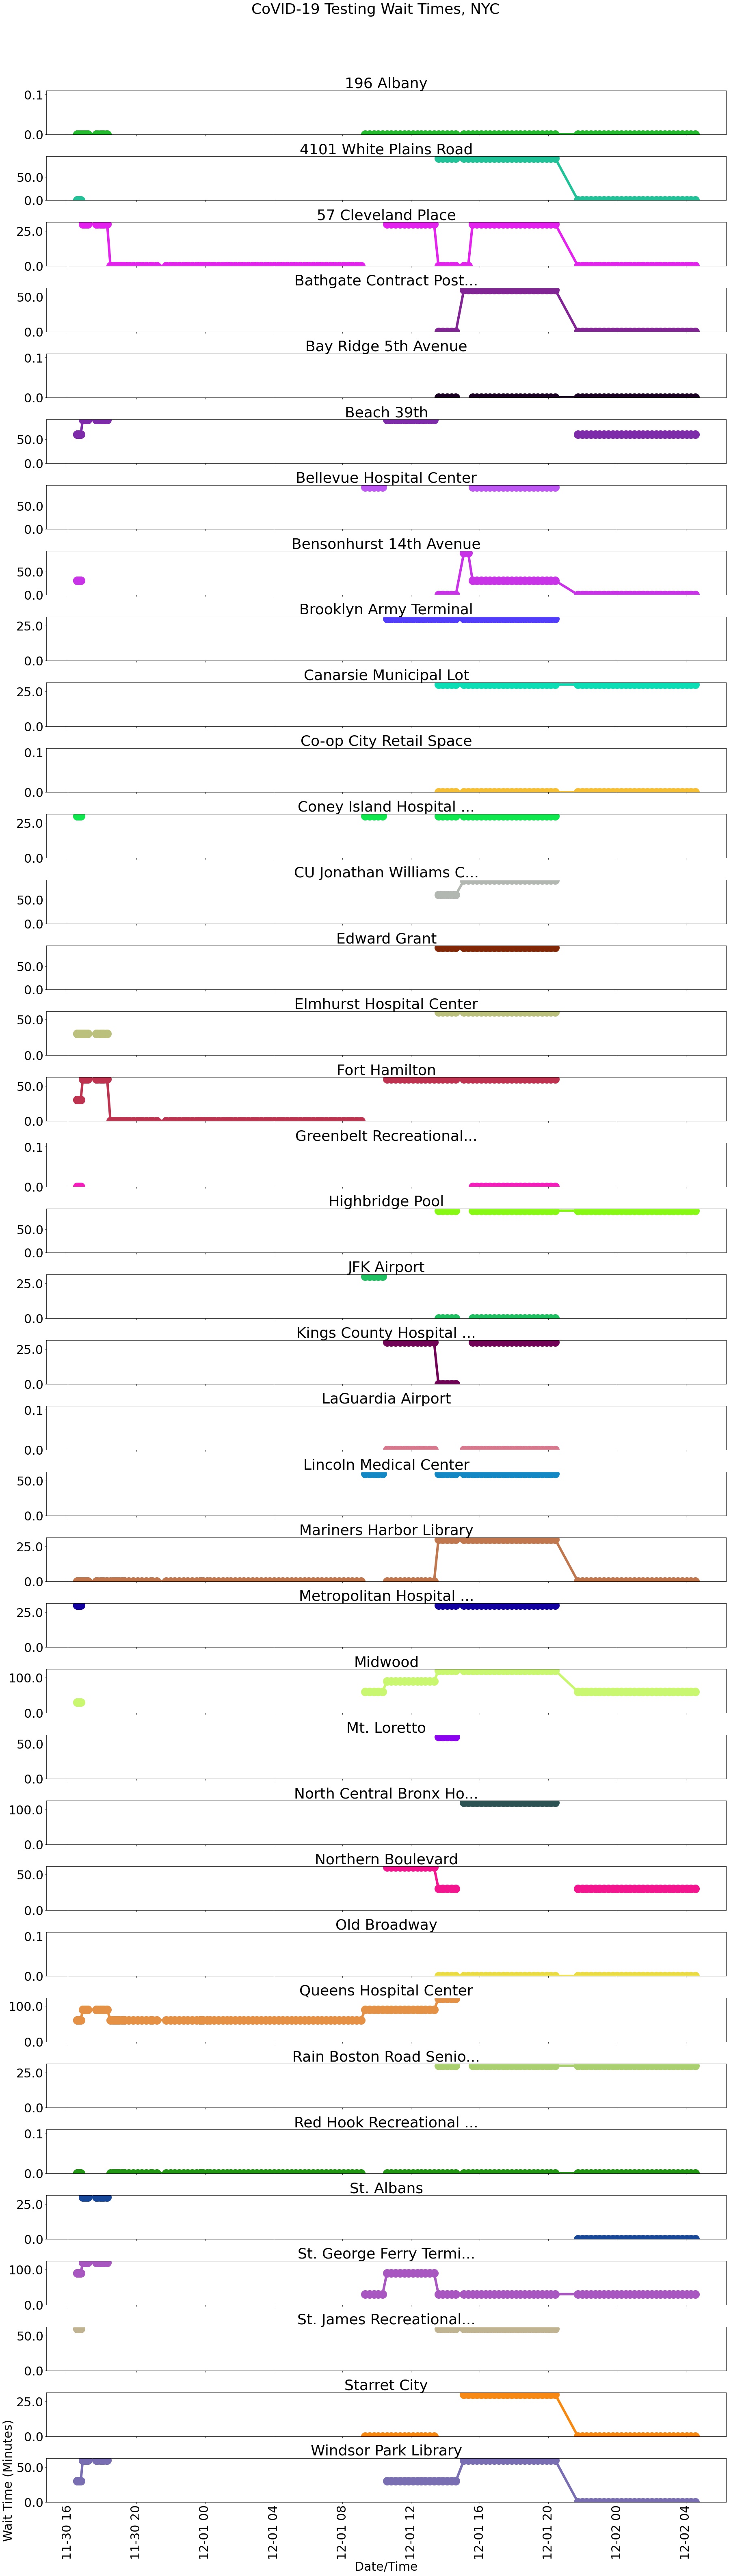 CoVID-19 Testing Wait Times, NYC
196 Albany
0.1
0.0
4101 White Plains Road
50.0
0.0
57 Cleveland Place
25.0
0.0
Bathgate Contract Post...
50.0
0.0
Bay Ridge 5th Avenue
0.1
0.0
Beach 39th
50.0
0.0
Bellevue Hospital Center
50.0
0.0
Bensonhurst 14th Avenue
50.0
0.0
Brooklyn Army Terminal
25.0
0.0
Canarsie Municipal Lot
25.0
0.0
Co-op City Retail Space
0.1
0.0
Coney Island Hospital ...
25.0
0.0
CU Jonathan Williams C...
50.0
0.0
Edward Grant
50.0
0.0
Elmhurst Hospital Center
50.0
0.0
Fort Hamilton
50.0
0.0
Greenbelt Recreational...
0.1
0.0
Highbridge Pool
50.0
0.0
JFK Airport
25.0
0.0
Kings County Hospital ...
25.0
0.0
LaGuardia Airport
0.1
0.0
Lincoln Medical Center
50.0
0.0
Mariners Harbor Library
25.0
0.0
Metropolitan Hospital ...
25.0
0.0
Midwood
100.0
0.0
Mt. Loretto
50.0
0.0
North Central Bronx Ho...
100.0
0.0
Northern Boulevard
50.0
0.0
Old Broadway
0.1
0.0
Queens Hospital Center
100.0
0.0
Rain Boston Road Senio...
25.0
0.0
Red Hook Recreational ...
0.1
0.0
St. Albans
25.0
0.0
St. George Ferry Termi...
100.0
0.0
St. James Recreational...
50.0
0.0
Starret City
25.0
0.0
Windsor Park Library
50.0
0.0
Wait Time (Minutes)
11-30 16
11-30 20
12-01 00
12-01 04
12-01 08
12-01 12
12-01 16
12-01 20
12-02 00
12-02 04
Date/Time